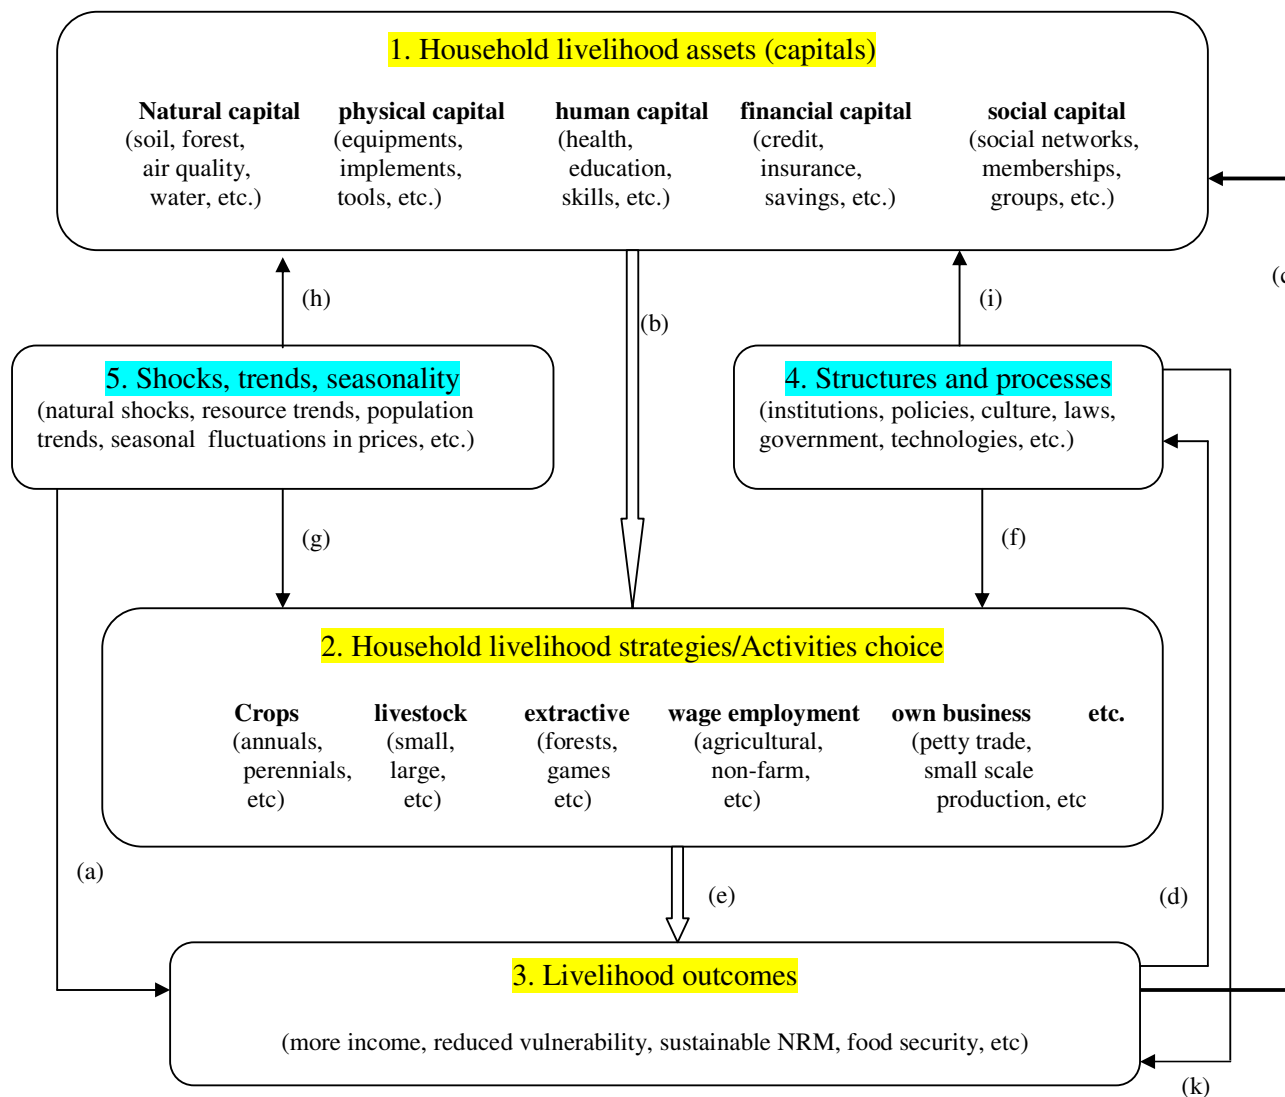 1. Household livelihood assets (capitals)
Natural capital physical capital human capital financial capital social capital
(soil, forest, (equipments, (health, (credit, (social networks,
air quality, implements, education, insurance, memberships,
water, etc.) tools, etc.) skills, etc.) savings, etc.) groups, etc.)
(h)
(b)
(i)
(c
5. Shocks, trends, seasonality
(natural shocks, resource trends, population
trends, seasonal fluctuations in prices, etc.)
4. Structures and processes
(institutions, policies, culture, laws,
government, technologies, etc.)
(g)
(f)
2. Household livelihood strategies/Activities choice
Crops livestock extractive wage employment own business etc.
(annuals, (small, (forests, (agricultural, (petty trade,
perennials, large, games non-farm, small scale
etc) etc) etc) etc) production, etc
(a)
(e)
(d)
3. Livelihood outcomes
(more income, reduced vulnerability, sustainable NRM, food security, etc)
(k)